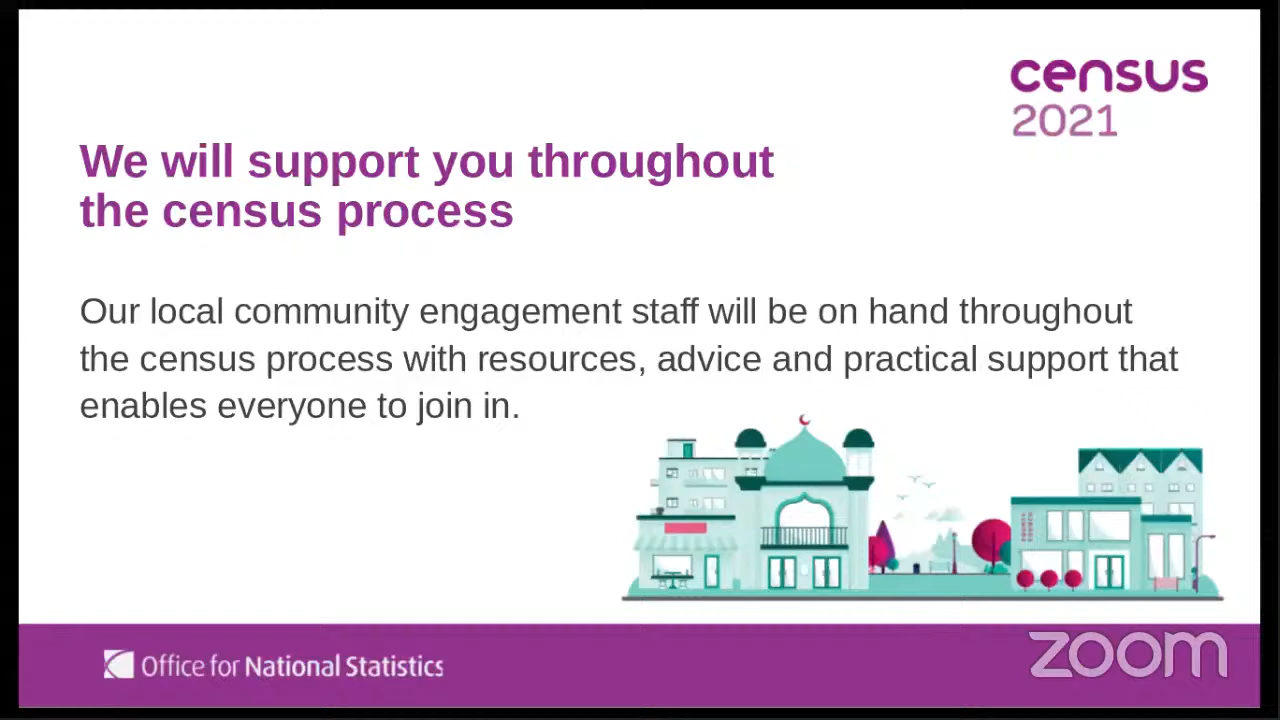 census
2021
We will support you throughout
the census process
Our local community engagement staff will be on hand throughout
the census process with resources, advice and practical support that
enables everyone to join in.
Office for National Statistics
zoom